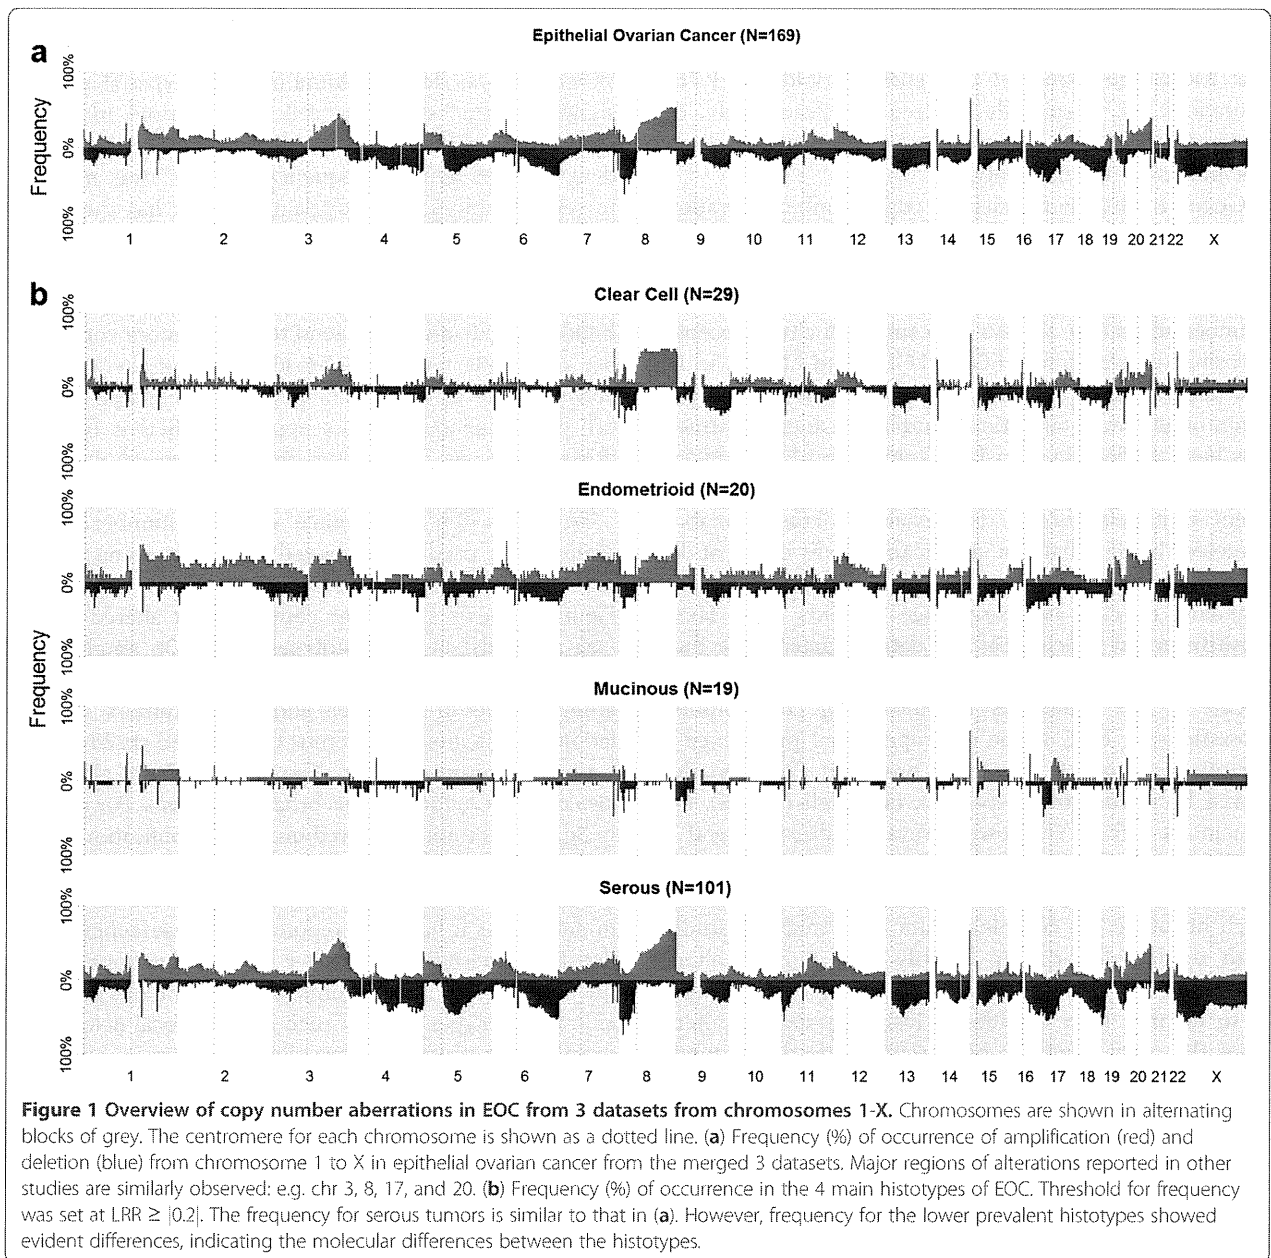 a
Epithelial Ovarian Cancer (N=169)
100%
0%
100%
Frequency
1 2 3 4 5 6 7 8 9 10 11 12 13 14 15 16 17 18 19 20 21 22 X
b
Clear Cell (N=29)
100%
0%
100%
Endometrioid (N=20)
100%
0%
100%
Frequency
Mucinous (N=19)
100%
0%
100%
Serous (N=101)
100%
0%
100%
1 2 3 4 5 6 7 8 9 10 11 12 13 14 15 16 17 18 19 20 21 22 X
Figure 1 Overview of copy number aberrations in EOC from 3 datasets from chromosomes 1-X. Chromosomes are shown in alternating
blocks of grey. The centromere for each chromosome is shown as a dotted line. (a) Frequency (%) of occurrence of amplification (red) and
deletion (blue) from chromosome 1 to X in epithelial ovarian cancer from the merged 3 datasets. Major regions of alterations reported in other
studies are similarly observed: e.g. chr 3, 8, 17, and 20. (b) Frequency (%) of occurrence in the 4 main histotypes of EOC. Threshold for frequency
was set at LRR ≥ |0.2|. The frequency for serous tumors is similar to that in (a). However, frequency for the lower prevalent histotypes showed
evident differences, indicating the molecular differences between the histotypes.